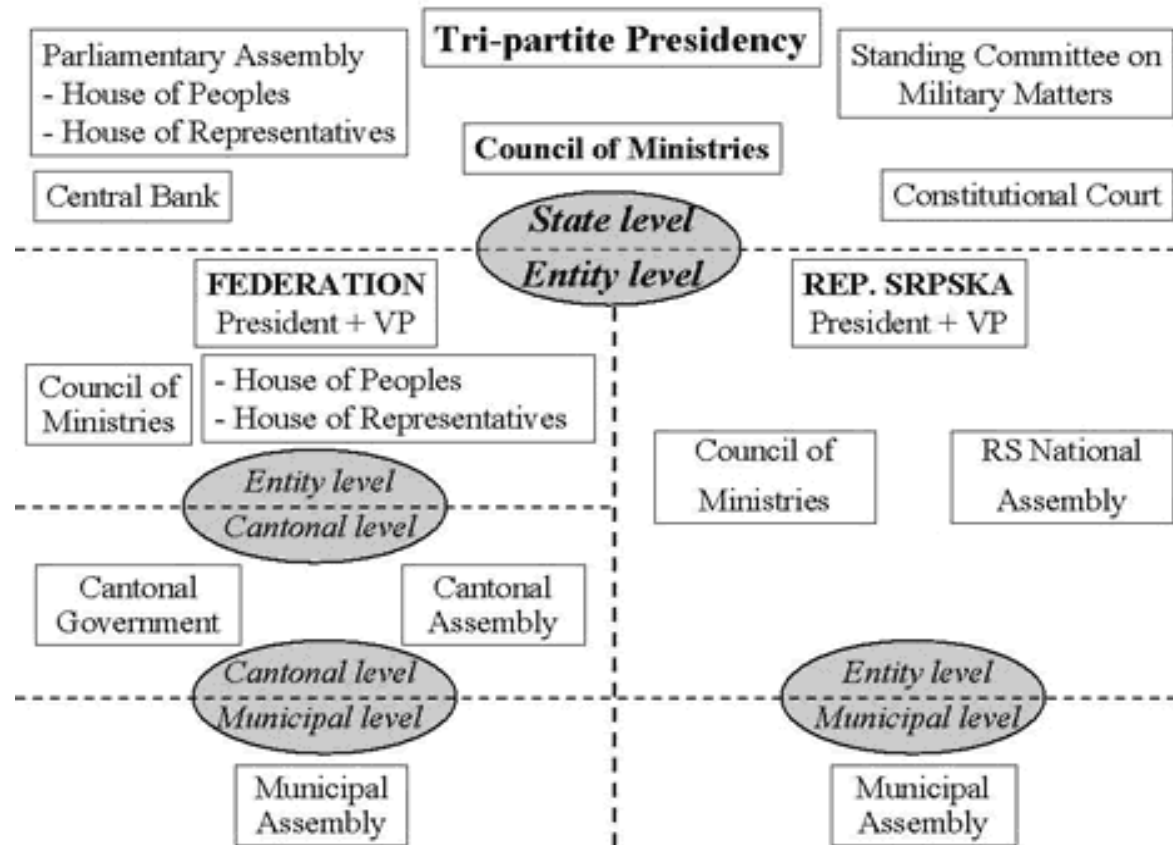 Tri-partite Presidency
Parliamentary Assembly
- House of Peoples
- House of Representatives
Standing Committee on
Military Matters
Council of Ministries
Central Bank
Constitutional Court
State level
Entity level
FEDERATION
President + VP
REP. SRPSKA
President + VP
Council of
Ministries
- House of Peoples
- House of Representatives
Council of
Ministries
RS National
Assembly
Entity level
Cantonal level
Cantonal
Government
Cantonal
Assembly
Cantonal level
Municipal level
Entity level
Municipal level
Municipal
Assembly
Municipal
Assembly